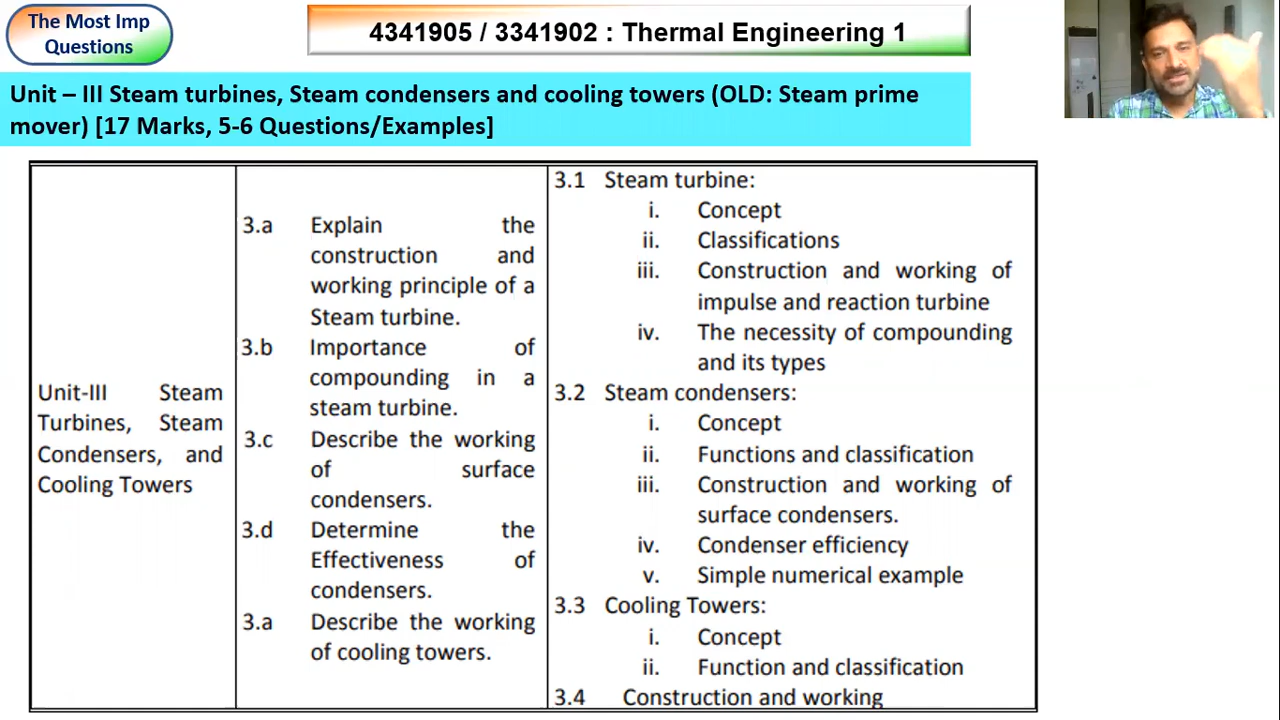 The Most Imp
Questions
4341905 / 3341902 : Thermal Engineering 1
Unit – III Steam turbines, Steam condensers and cooling towers (OLD: Steam prime
mover) [17 Marks, 5-6 Questions/Examples]
Unit-III Steam
Turbines, Steam
Condensers, and
Cooling Towers
3.a Explain the
construction and
working principle of a
Steam turbine.
3.b Importance of
compounding in a
steam turbine.
3.c Describe the working
of surface
condensers.
3.d Determine the
Effectiveness of
condensers.
3.a Describe the working
of cooling towers.
3.1 Steam turbine:
i. Concept
ii. Classifications
iii. Construction and working of
impulse and reaction turbine
iv. The necessity of compounding
and its types
3.2 Steam condensers:
i. Concept
ii. Functions and classification
iii. Construction and working of
surface condensers.
iv. Condenser efficiency
v. Simple numerical example
3.3 Cooling Towers:
i. Concept
ii. Function and classification
3.4 Construction and working